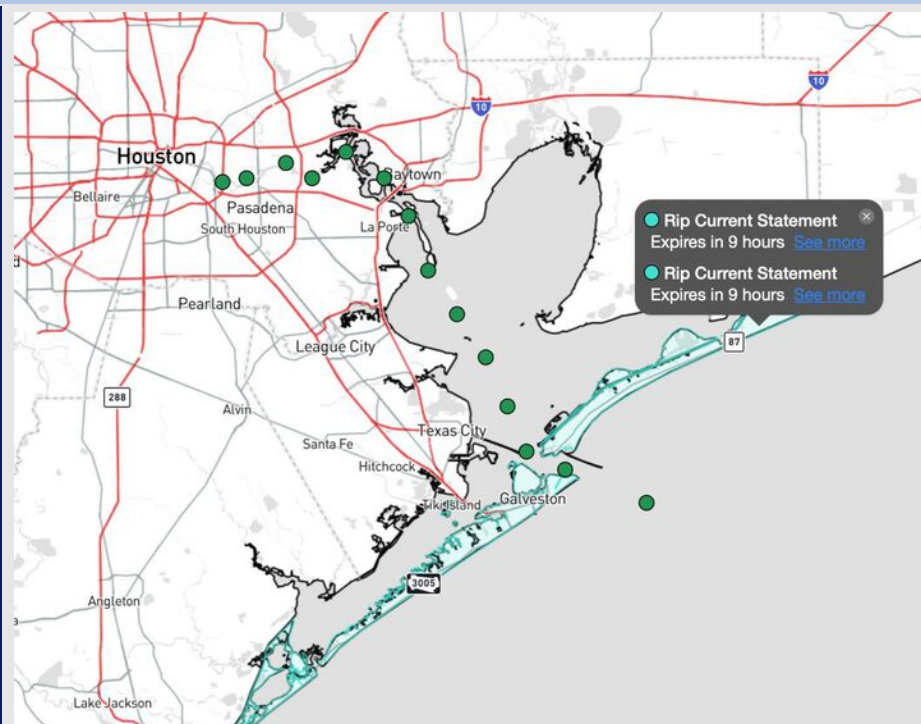 10
10
Houston
Baytown
Bellaire
Pasadena
South Houston
La Porte
Rip Current Statement
Expires in 9 hours See more
Rip Current Statement
Expires in 9 hours See more
Pearland
League City
87
288
Alvin
Texas City
Santa Fe
Hitchcock
Tiki Island
Galveston
3005
Angleton
Lake Jackson